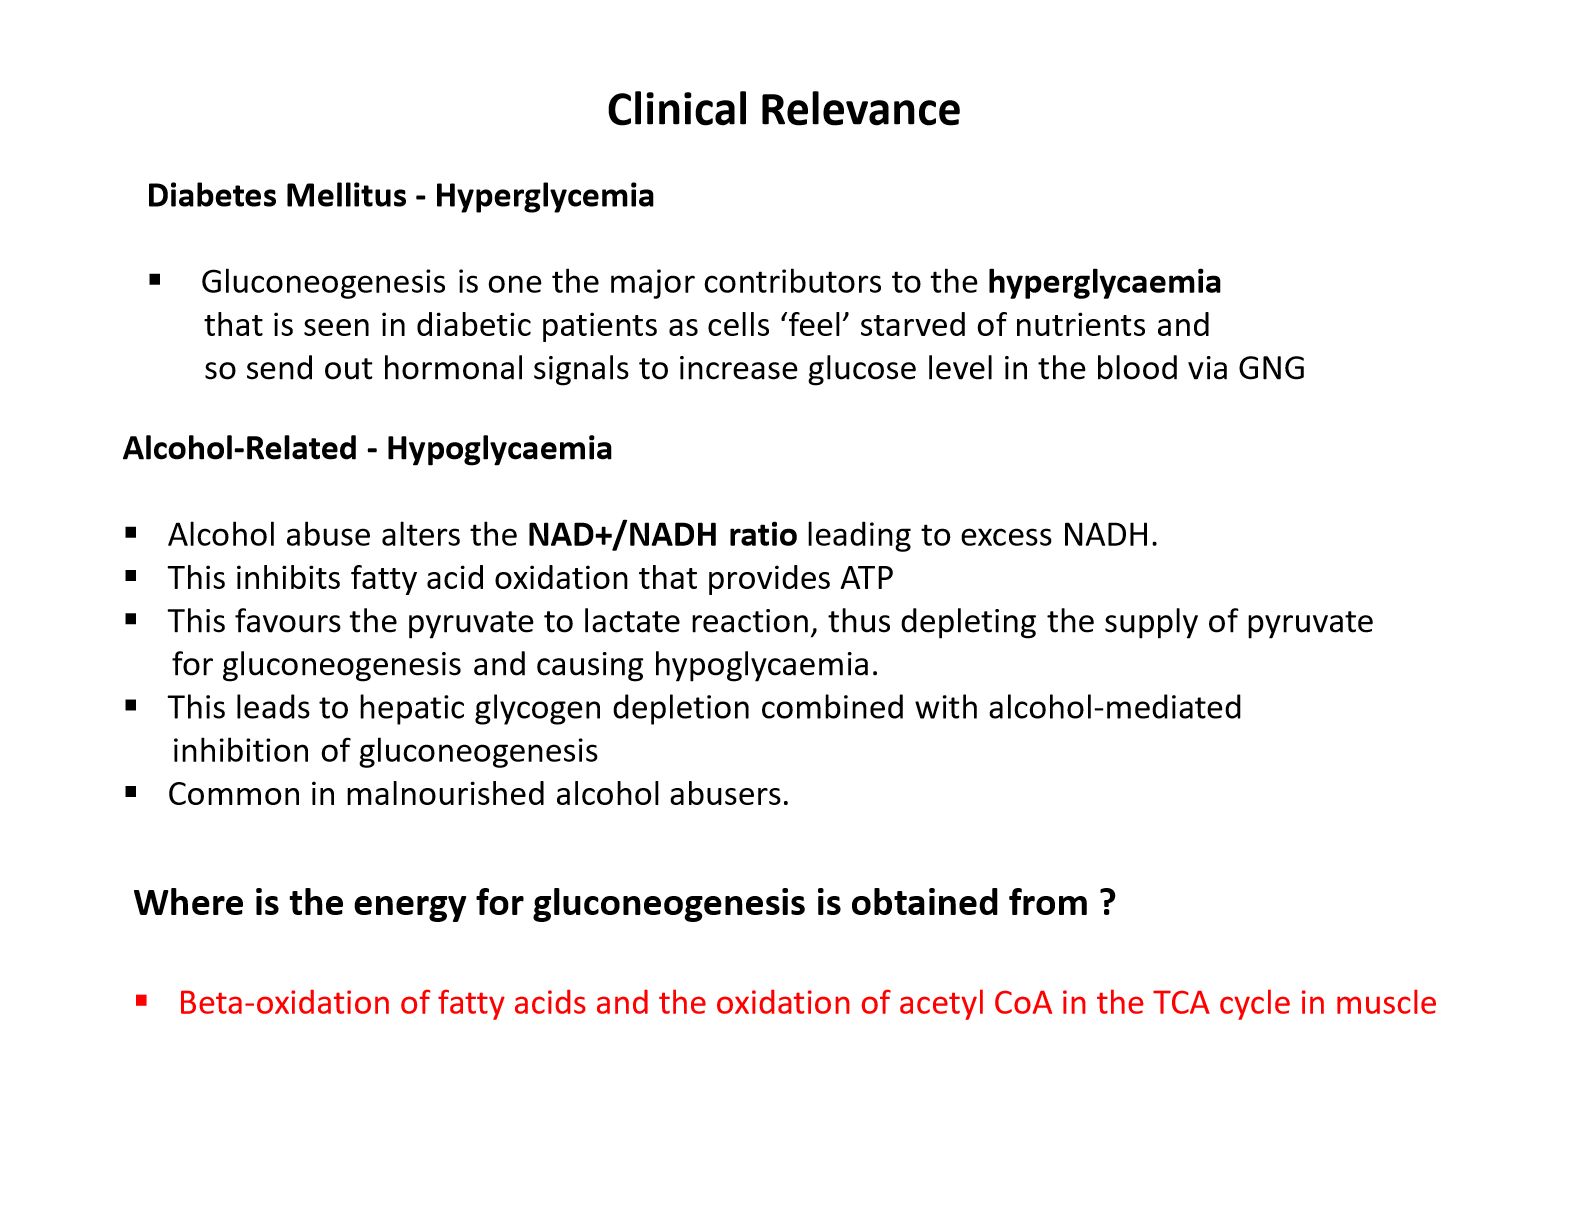 Clinical Relevance
Diabetes Mellitus - Hyperglycemia
▪ Gluconeogenesis is one the major contributors to the hyperglycaemia
that is seen in diabetic patients as cells ‘feel’ starved of nutrients and
so send out hormonal signals to increase glucose level in the blood via GNG
Alcohol-Related - Hypoglycaemia
▪ Alcohol abuse alters the NAD+/NADH ratio leading to excess NADH.
▪ This inhibits fatty acid oxidation that provides ATP
▪ This favours the pyruvate to lactate reaction, thus depleting the supply of pyruvate
for gluconeogenesis and causing hypoglycaemia.
▪ This leads to hepatic glycogen depletion combined with alcohol-mediated
inhibition of gluconeogenesis
▪ Common in malnourished alcohol abusers.
Where is the energy for gluconeogenesis is obtained from ?
▪ Beta-oxidation of fatty acids and the oxidation of acetyl CoA in the TCA cycle in muscle